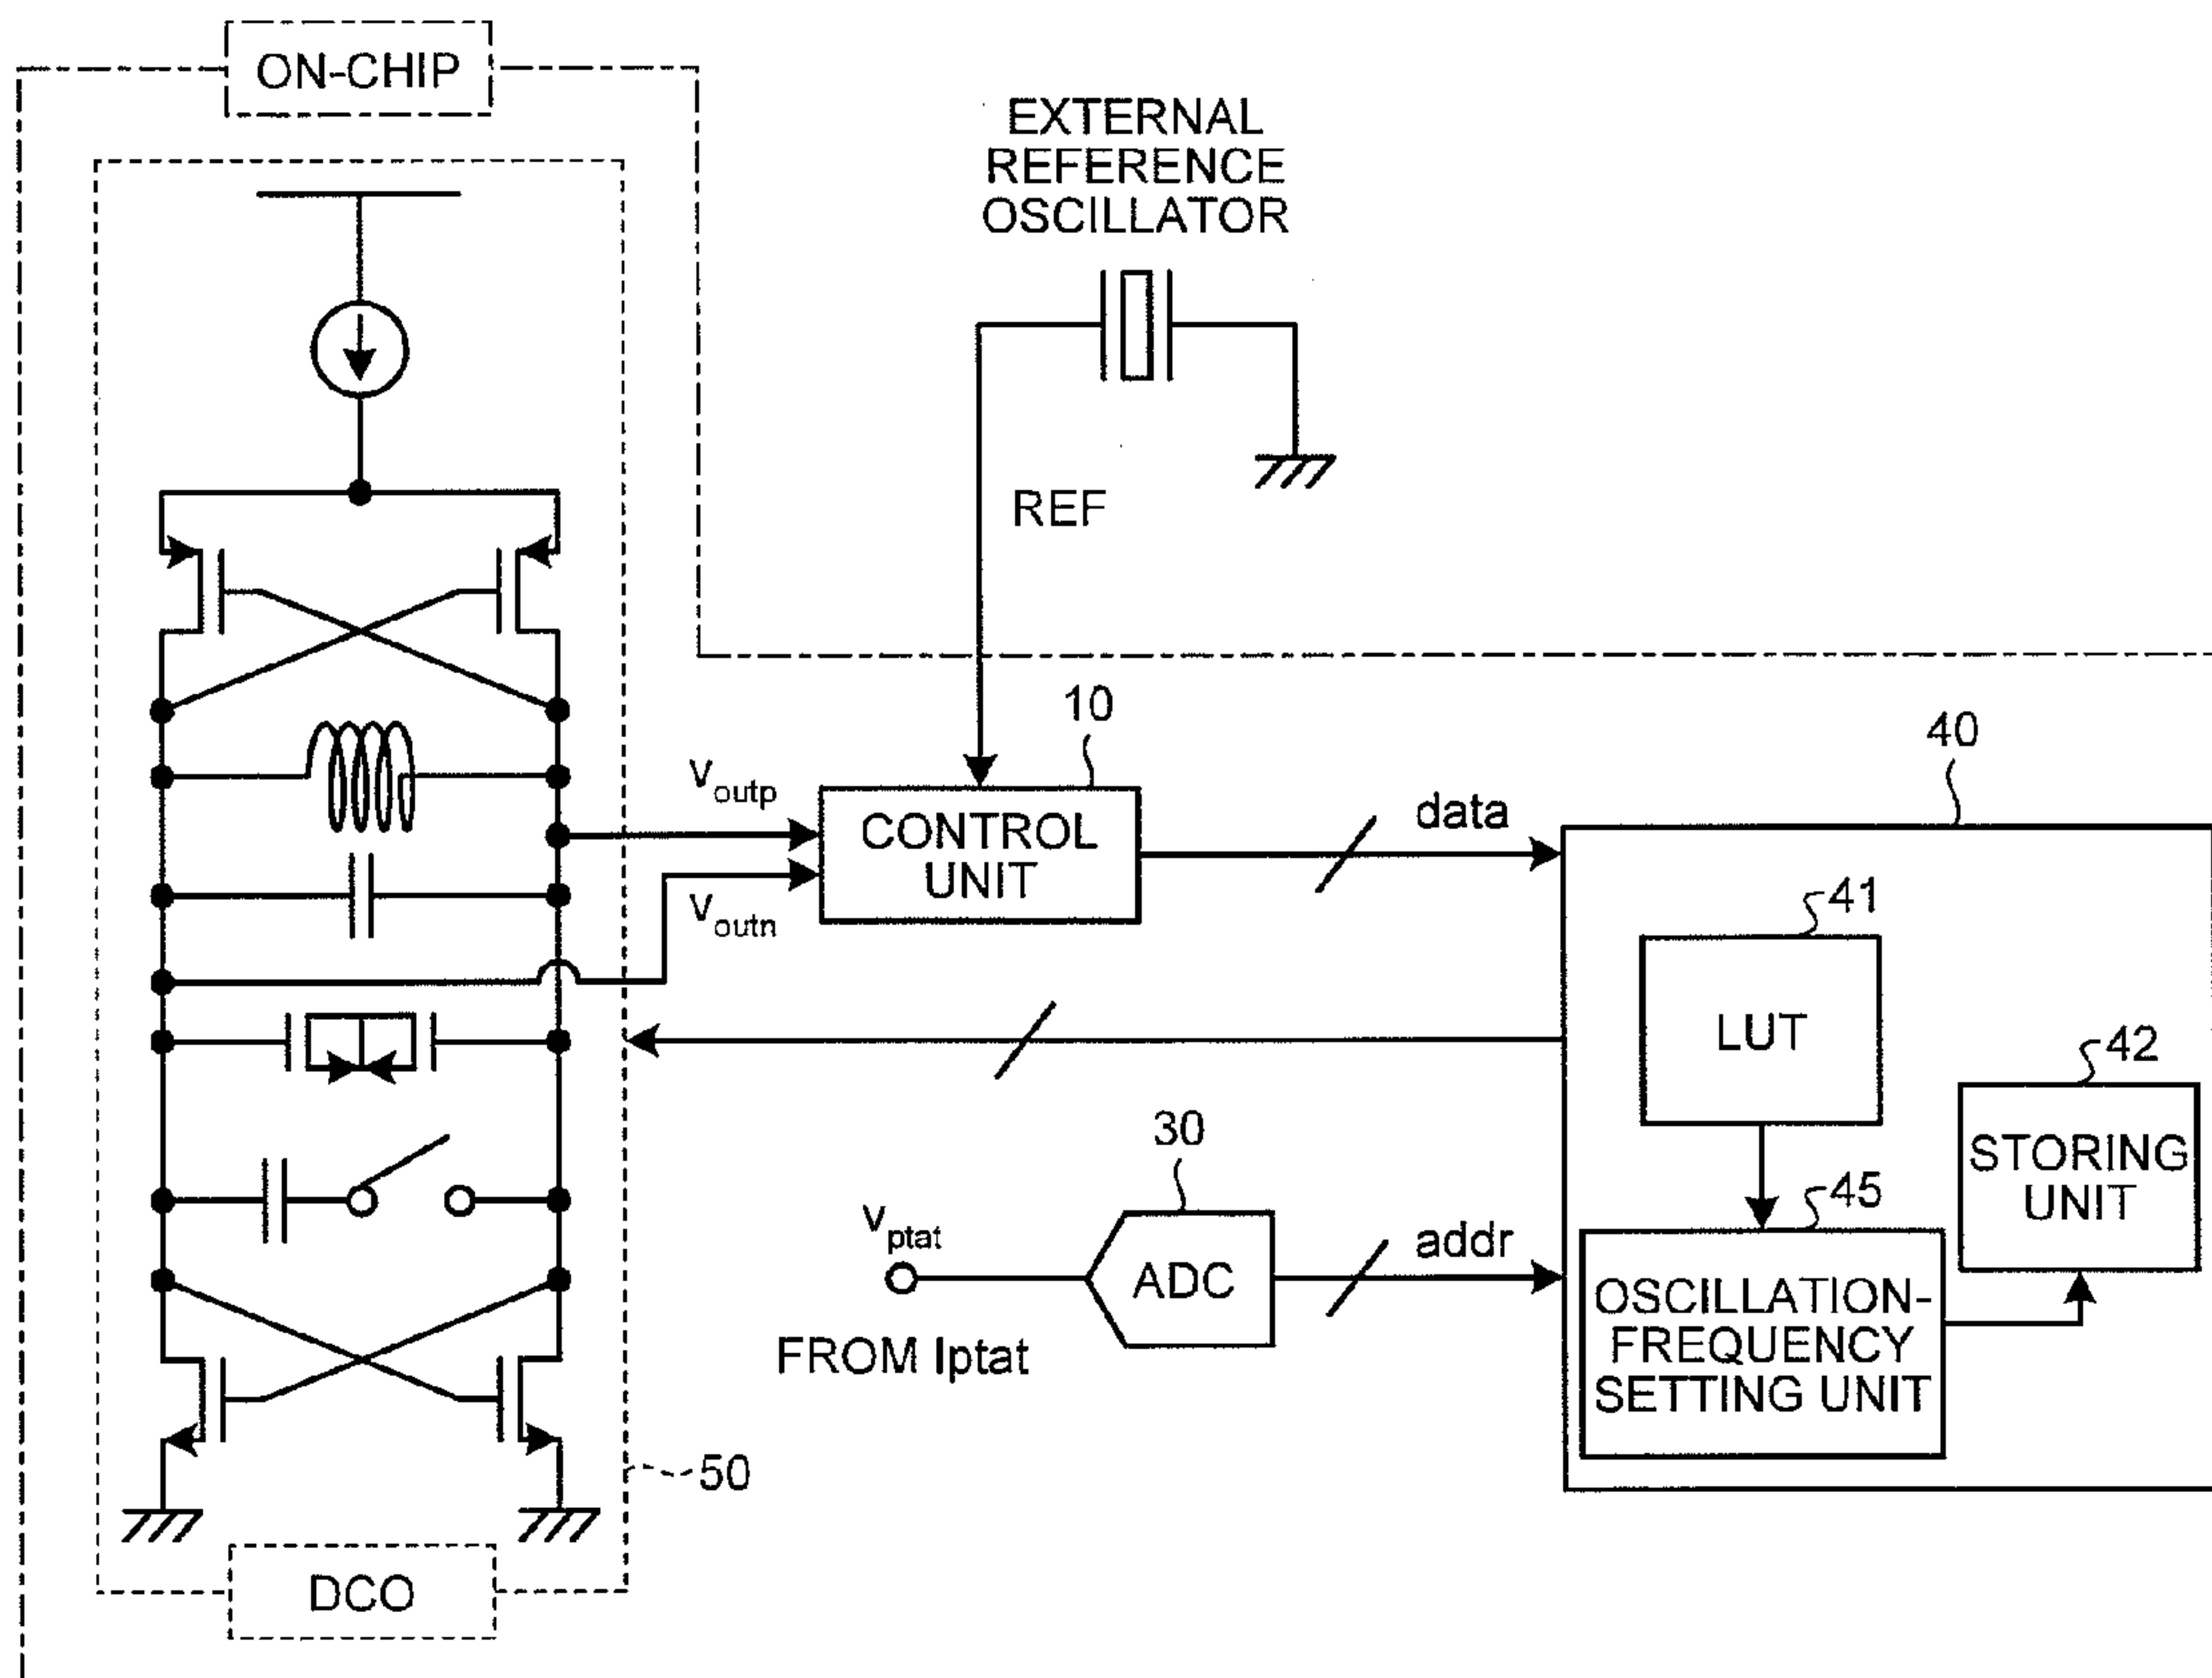 ON-CHIP
EXTERNAL
REFERENCE
OSCILLATOR
REF
10
40
Voutp
CONTROL
UNIT
data
Voutn
41
LUT
42
30
STORING
UNIT
45
Vptat
ADC
addr
OSCILLATION-
FREQUENCY
SETTING UNIT
FROM Iptat
50
DCO